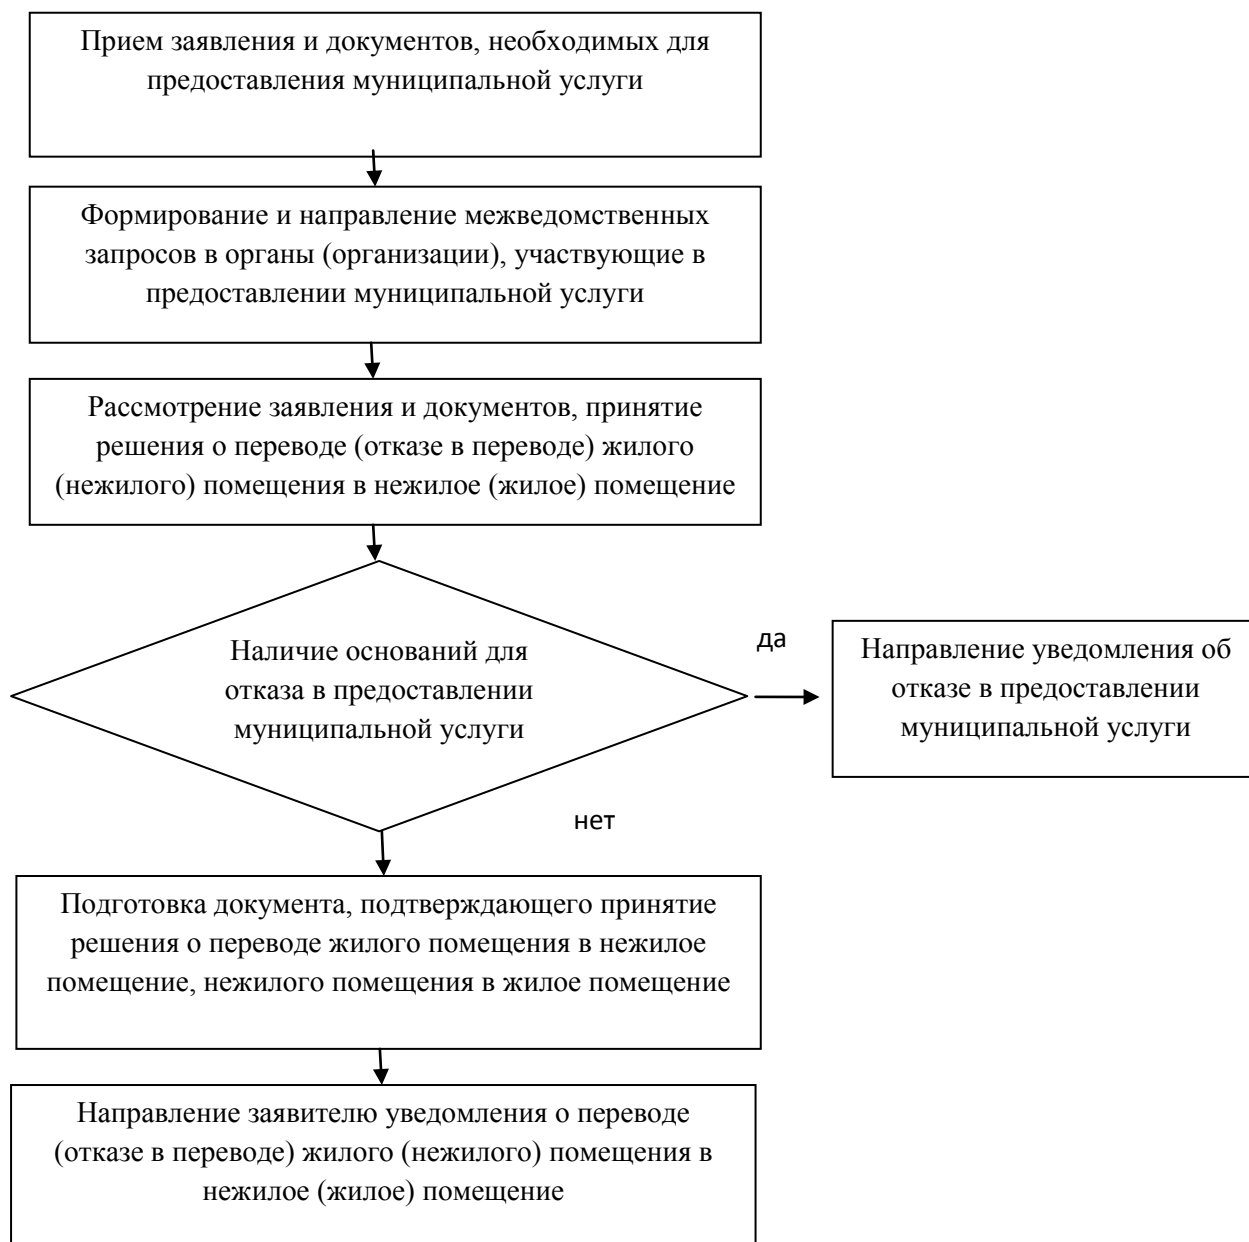 Прием заявления и документов, необходимых для
предоставления муниципальной услуги
Формирование и направление межведомственных
запросов в органы (организации), участвующие в
предоставлении муниципальной услуги
Рассмотрение заявления и документов, принятие
решения о переводе (отказе в переводе) жилого
(нежилого) помещения в нежилое (жилое) помещение
Наличие оснований для
отказа в предоставлении
муниципальной услуги
да
Направление уведомления об
отказе в предоставлении
муниципальной услуги
нет
Подготовка документа, подтверждающего принятие
решения о переводе жилого помещения в нежилое
помещение, нежилого помещения в жилое помещение
Направление заявителю уведомления о переводе
(отказе в переводе) жилого (нежилого) помещения в
нежилое (жилое) помещение